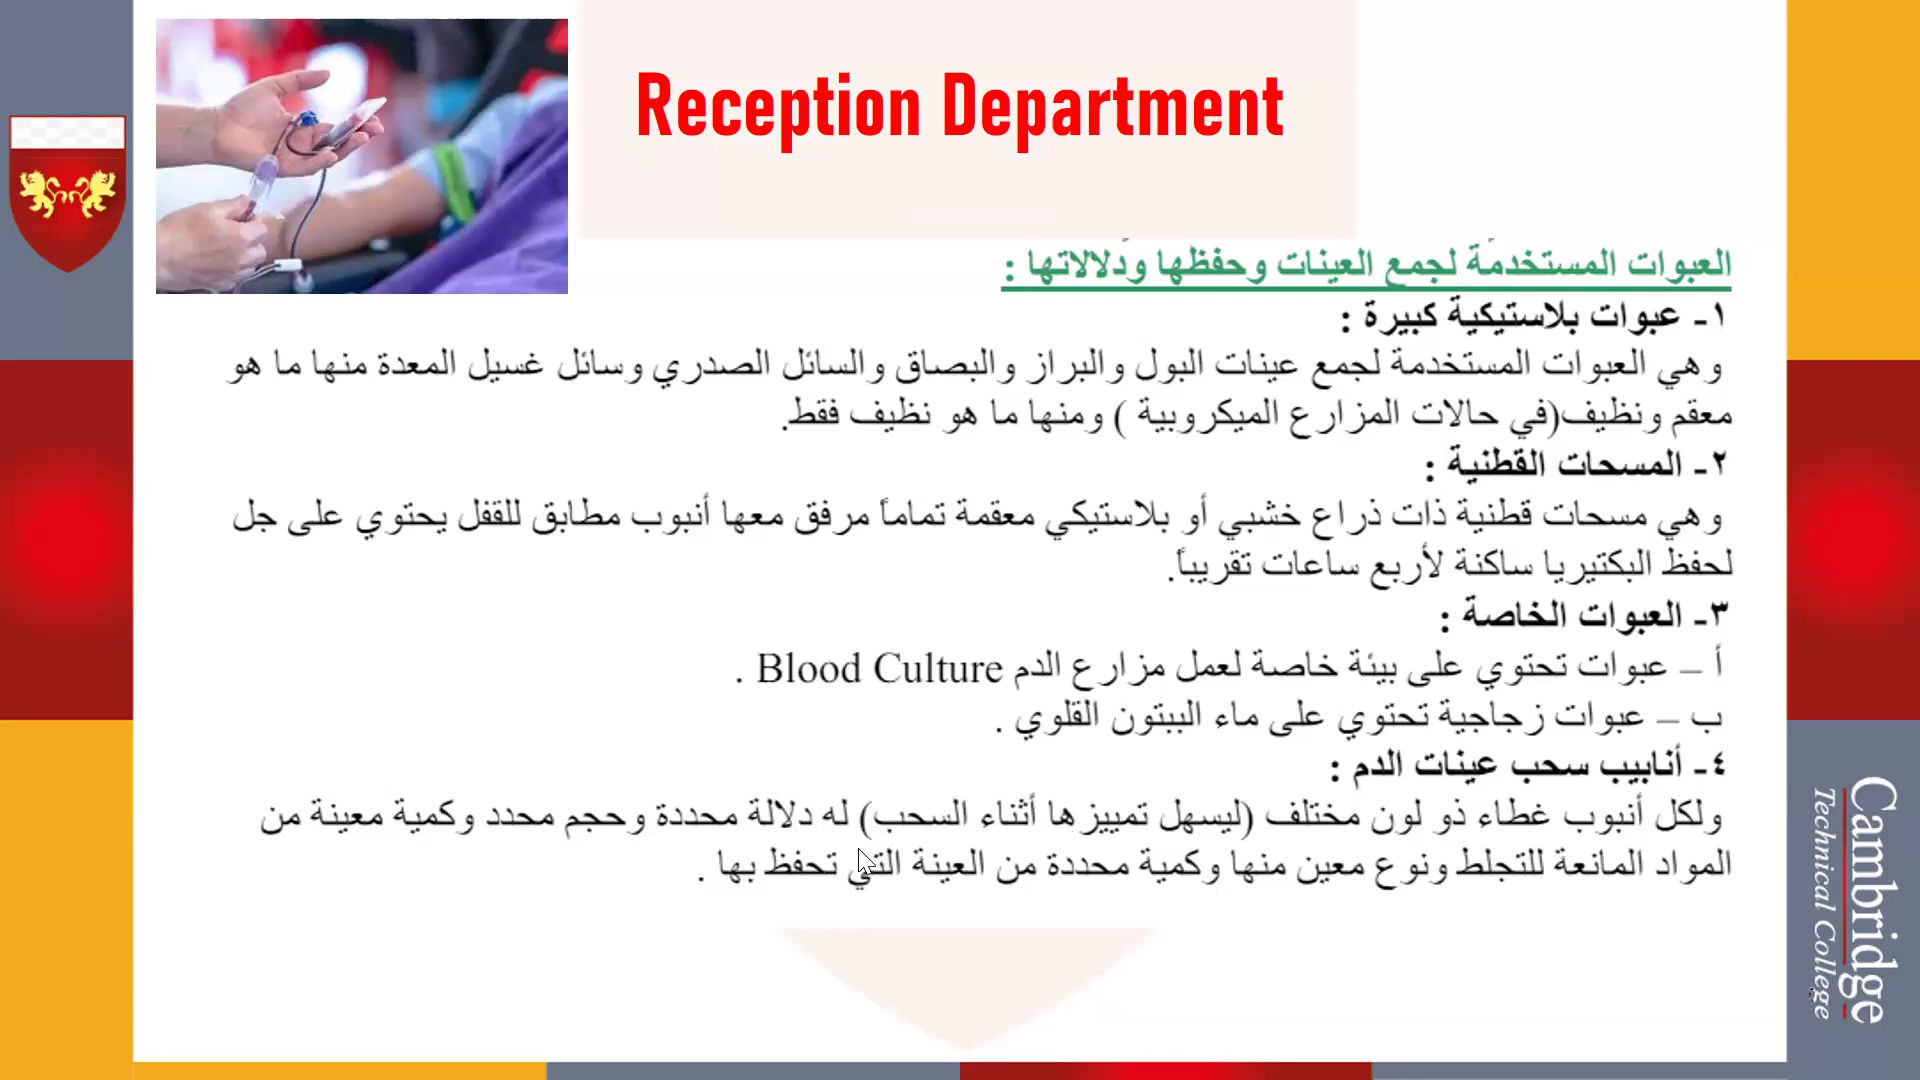 Reception Department
العبوات المستخدمة لجمع العينات وحفظها ودلالاتها :
١- عبوات بلاستيكية كبيرة :
وهي العبوات المستخدمة لجمع عينات البول والبراز والبصاق والسائل الصدري وسائل غسيل المعدة منها ما هو
معقم ونظيف(في حالات المزارع الميكروبية ) ومنها ما هو نظيف فقط.
٢- المسحات القطنية :
وهي مسحات قطنية ذات ذراع خشبي أو بلاستيكي معقمة تماماً مرفق معها أنبوب مطابق للقفل يحتوي على جل
لحفظ البكتيريا ساكنة لأربع ساعات تقريباً.
٣- العبوات الخاصة :
أ – عبوات تحتوي على بيئة خاصة لعمل مزارع الدم Blood Culture .
ب – عبوات زجاجية تحتوي على ماء الببتون القلوي .
٤- أنابيب سحب عينات الدم :
ولكل أنبوب غطاء ذو لون مختلف (ليسهل تمييزها أثناء السحب) له دلالة محددة وحجم محدد وكمية معينة من
المواد المانعة للتجلط ونوع معين منها وكمية محددة من العينة التي تحفظ بها .
Cambridge
Technical College